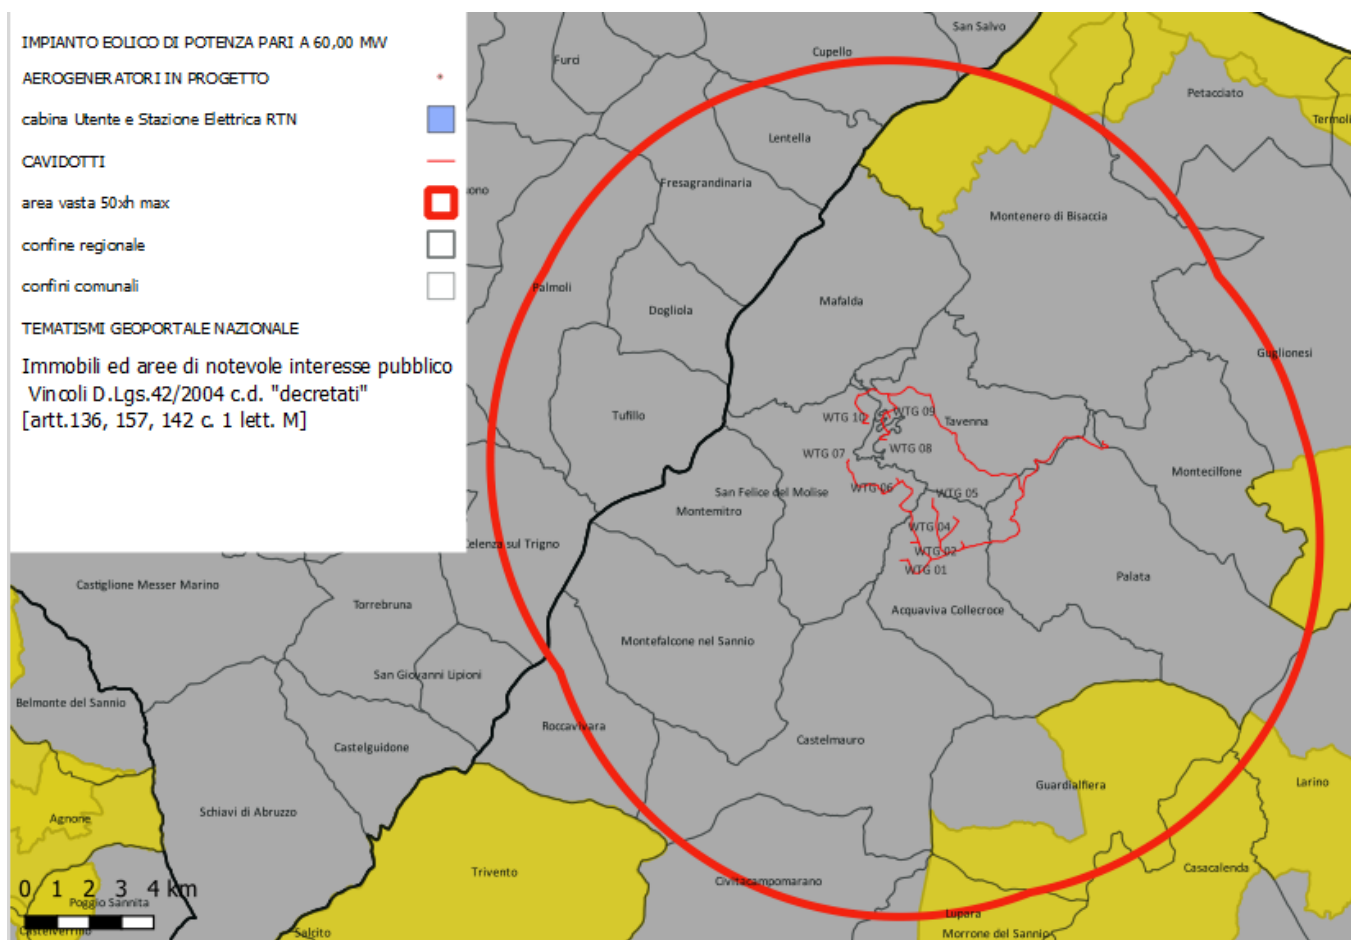 IMPIANTO EOLICO DI POTENZA PARI A 60,00 MW
AEROGENERATORI IN PROGETTO
cabina Utente e Stazione Elettrica RTN
CAVIDOTTI
area vasta 50xh max
confine regionale
confini comunali
TEMATISMI GEOPORTALE NAZIONALE
Immobili ed aree di notevole interesse pubblico
Vincoli D.Lgs.42/2004 c.d. "decretati"
[artt.136, 157, 142 c. 1 lett. M]
San Salvo
Cupello
Furci
Petacciato
Termoli
Lentella
Fresagrandinaria
ono
Montenero di Bisaccia
Palmoli
Mafalda
Dogliola
Guglionesi
Tufillo
WTG 10
WTG 09
Tavenna
WTG 08
WTG 07
Montecilfone
WTG 06
San Felice del Molise
WTG 05
Montemitro
WTG 04
Celenza sul Trigno
WTG 02
WTG 01
Palata
Castiglione Messer Marino
Torrebruna
Acquaviva Collecroce
Montefalcone nel Sannio
San Giovanni Lipioni
Belmonte del Sannio
Roccavivara
Castelmauro
Castelguidone
Guardialfiera
Larino
Schiavi di Abruzzo
Agnone
Casacalenda
Trivento
Civitacampomarano
0 1 2 3 4 km
Poggio Sannita
Lupara
Castelverrino
Salcito
Morrone del Sannio